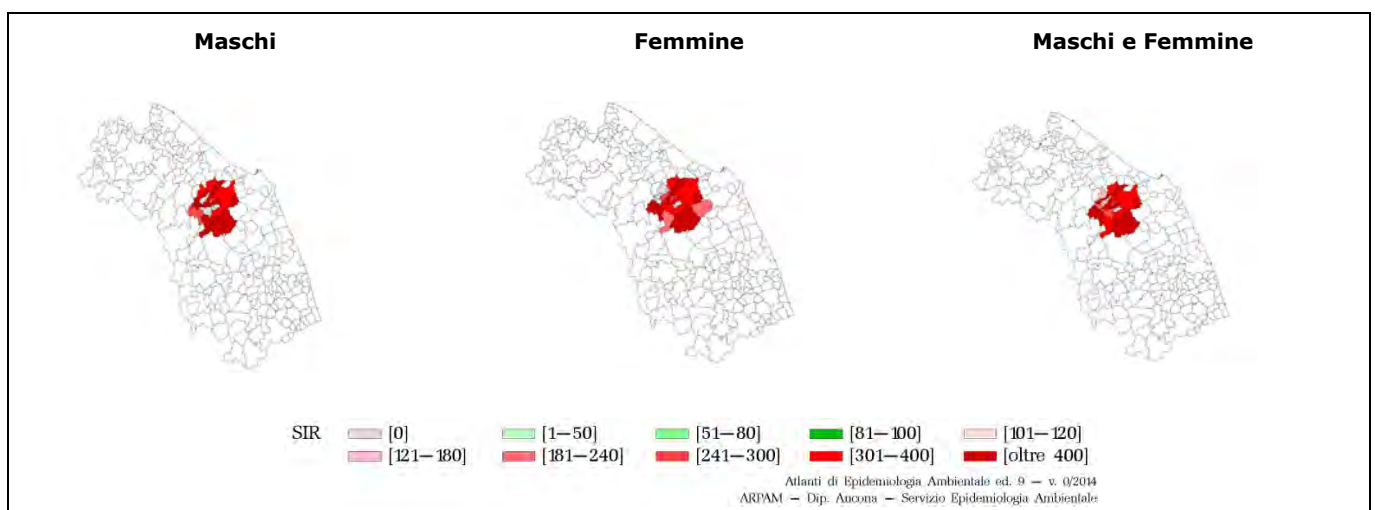 Maschi Femmine Maschi e Femmine
SIR [0] [1—50] [51—80] [81—100] [101—120]
[121—180] [181—240] [241—300] [301—400] [oltre 400]
Atlanti di Epidemiologia Ambientale ed. 9 — v. 0/2014
ARPAM — Dip. Ancona — Servizio Epidemiologia Ambientale